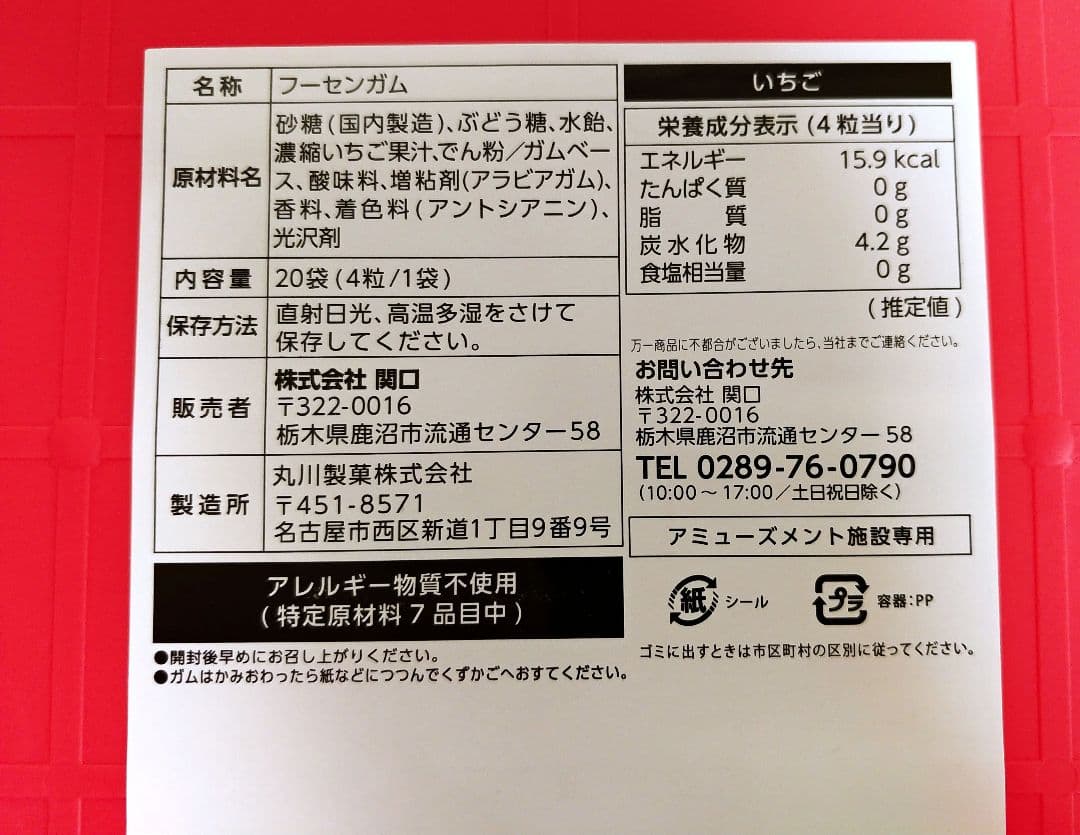 名称 フーセンガム
原材料名 砂糖(国内製造)、ぶどう糖、水飴、
濃縮いちご果汁、でん粉／ガムベー
ス、酸味料、増粘剤(アラビアガム)、
香料、着色料(アントシアニン)、
光沢剤
内容量 20袋(4粒/1袋)
保存方法 直射日光、高温多湿をさけて
保存してください。
販売者 株式会社 関口
〒322-0016
栃木県鹿沼市流通センター58
製造所 丸川製菓株式会社
〒451-8571
名古屋市西区新道1丁目9番9号
アレルギー物質不使用
(特定原材料7品目中)
●開封後早めにお召し上がりください。
●ガムはかみおわったら紙などにつつんでくずかごへおすてください。
いちご
栄養成分表示(4粒当り)
エネルギー 15.9 kcal
たんぱく質 0 g
脂質 0 g
炭水化物 4.2 g
食塩相当量 0 g
(推定値)
万一商品に不都合がございましたら、当社までご連絡ください。
お問い合わせ先
株式会社 関口
〒322-0016
栃木県鹿沼市流通センター58
TEL 0289-76-0790
(10:00～17:00／土日祝日除く)
アミューズメント施設専用
紙 シール プラ 容器:PP
ゴミに出すときは市区町村の区別に従ってください。